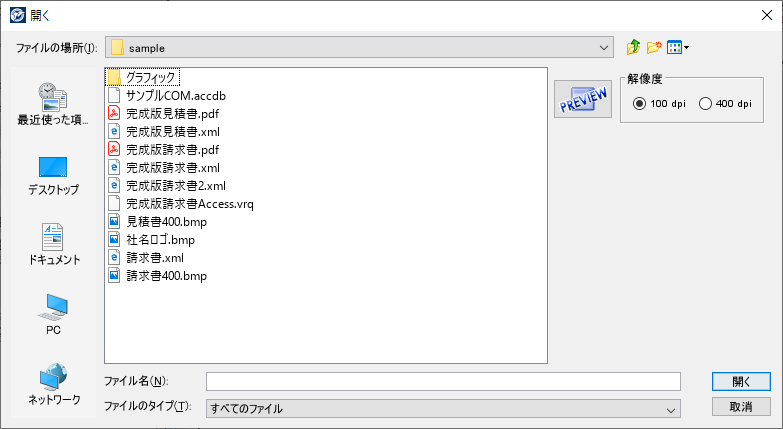 開く
ファイルの場所(I):
sample
最近使った項...
デスクトップ
ドキュメント
PC
ネットワーク
グラフィック
サンプルCOM.accdb
完成版見積書.pdf
完成版見積書.xml
完成版請求書.pdf
完成版請求書.xml
完成版請求書2.xml
完成版請求書Access.vrq
見積書400.bmp
社名ロゴ.bmp
請求書.xml
請求書400.bmp
PREVIEW
解像度
100 dpi
400 dpi
ファイル名(N):
開く
ファイルのタイプ(T):
すべてのファイル
取消